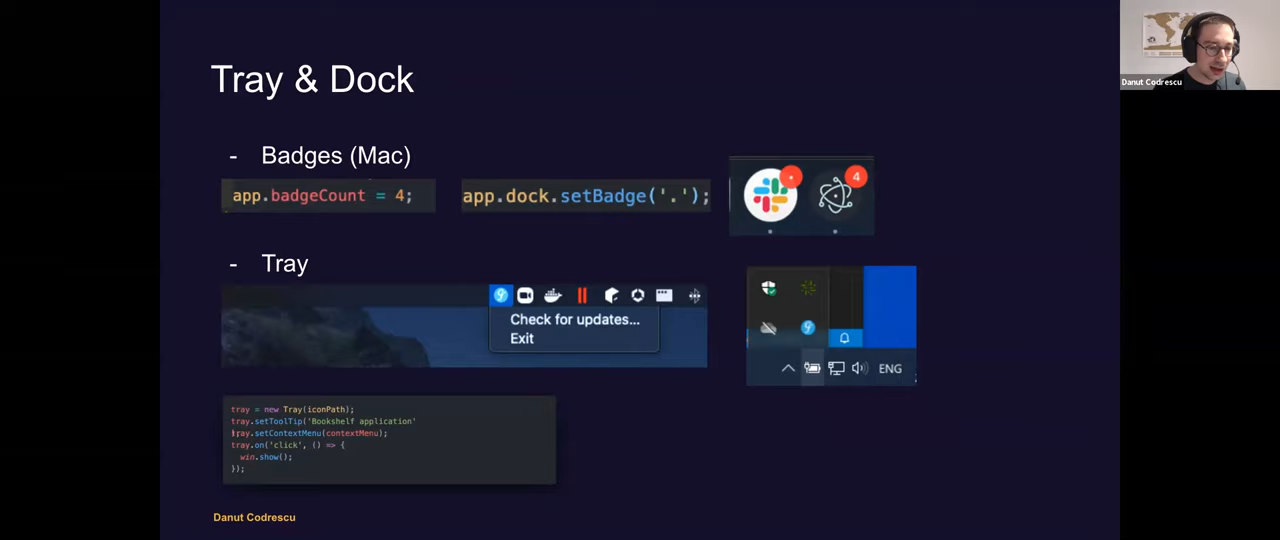 Tray & Dock
Danut Codrescu
- Badges (Mac)
app.badgeCount = 4;
app.dock.setBadge('.');
4
- Tray
Check for updates...
Exit
ENG
tray = new Tray(iconPath);
tray.setToolTip('Bookshelf application'
tray.setContextMenu(contextMenu);
tray.on('click', () => {
win.show();
});
Danut Codrescu